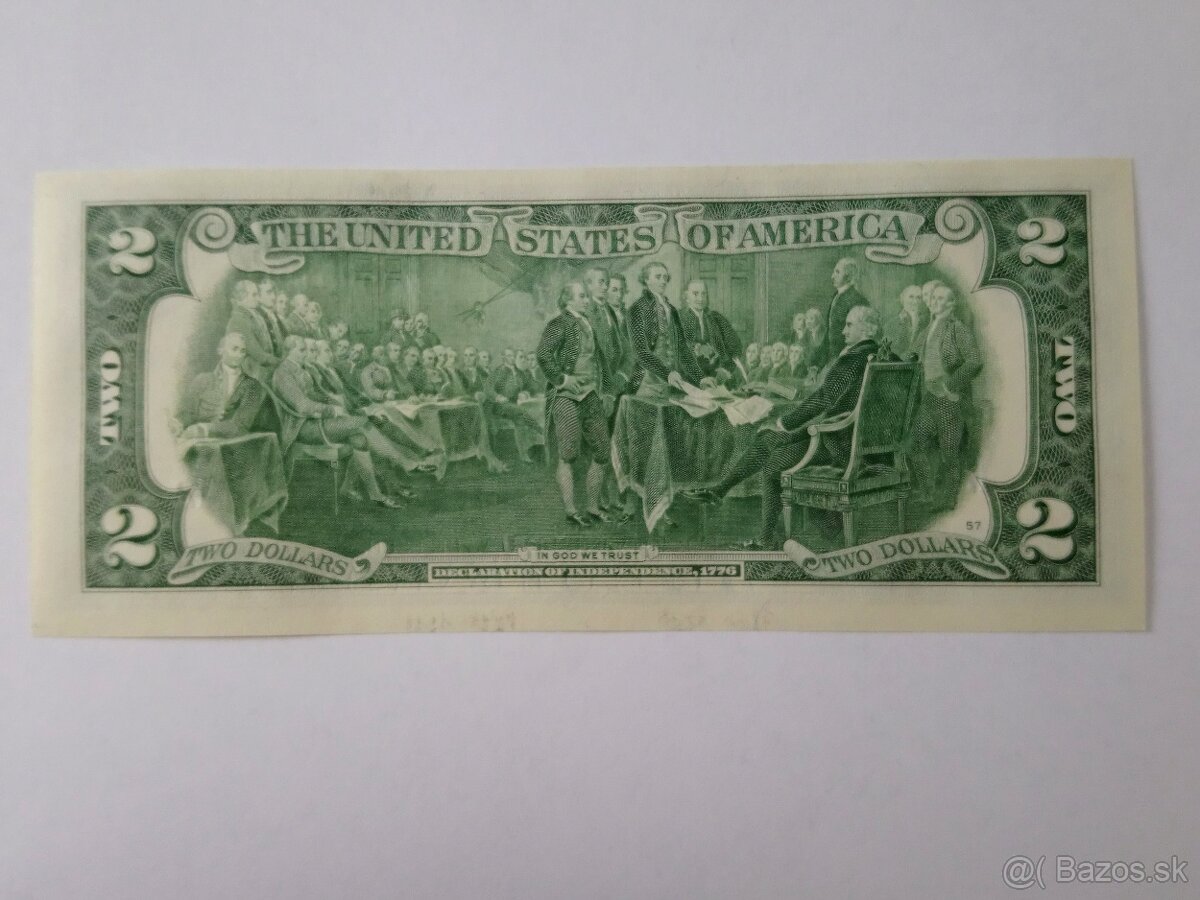 2 THE UNITED STATES OF AMERICA 2
TWO TWO
57
2 TWO DOLLARS IN GOD WE TRUST TWO DOLLARS 2
DECLARATION OF INDEPENDENCE, 1776
@( Bazos.sk